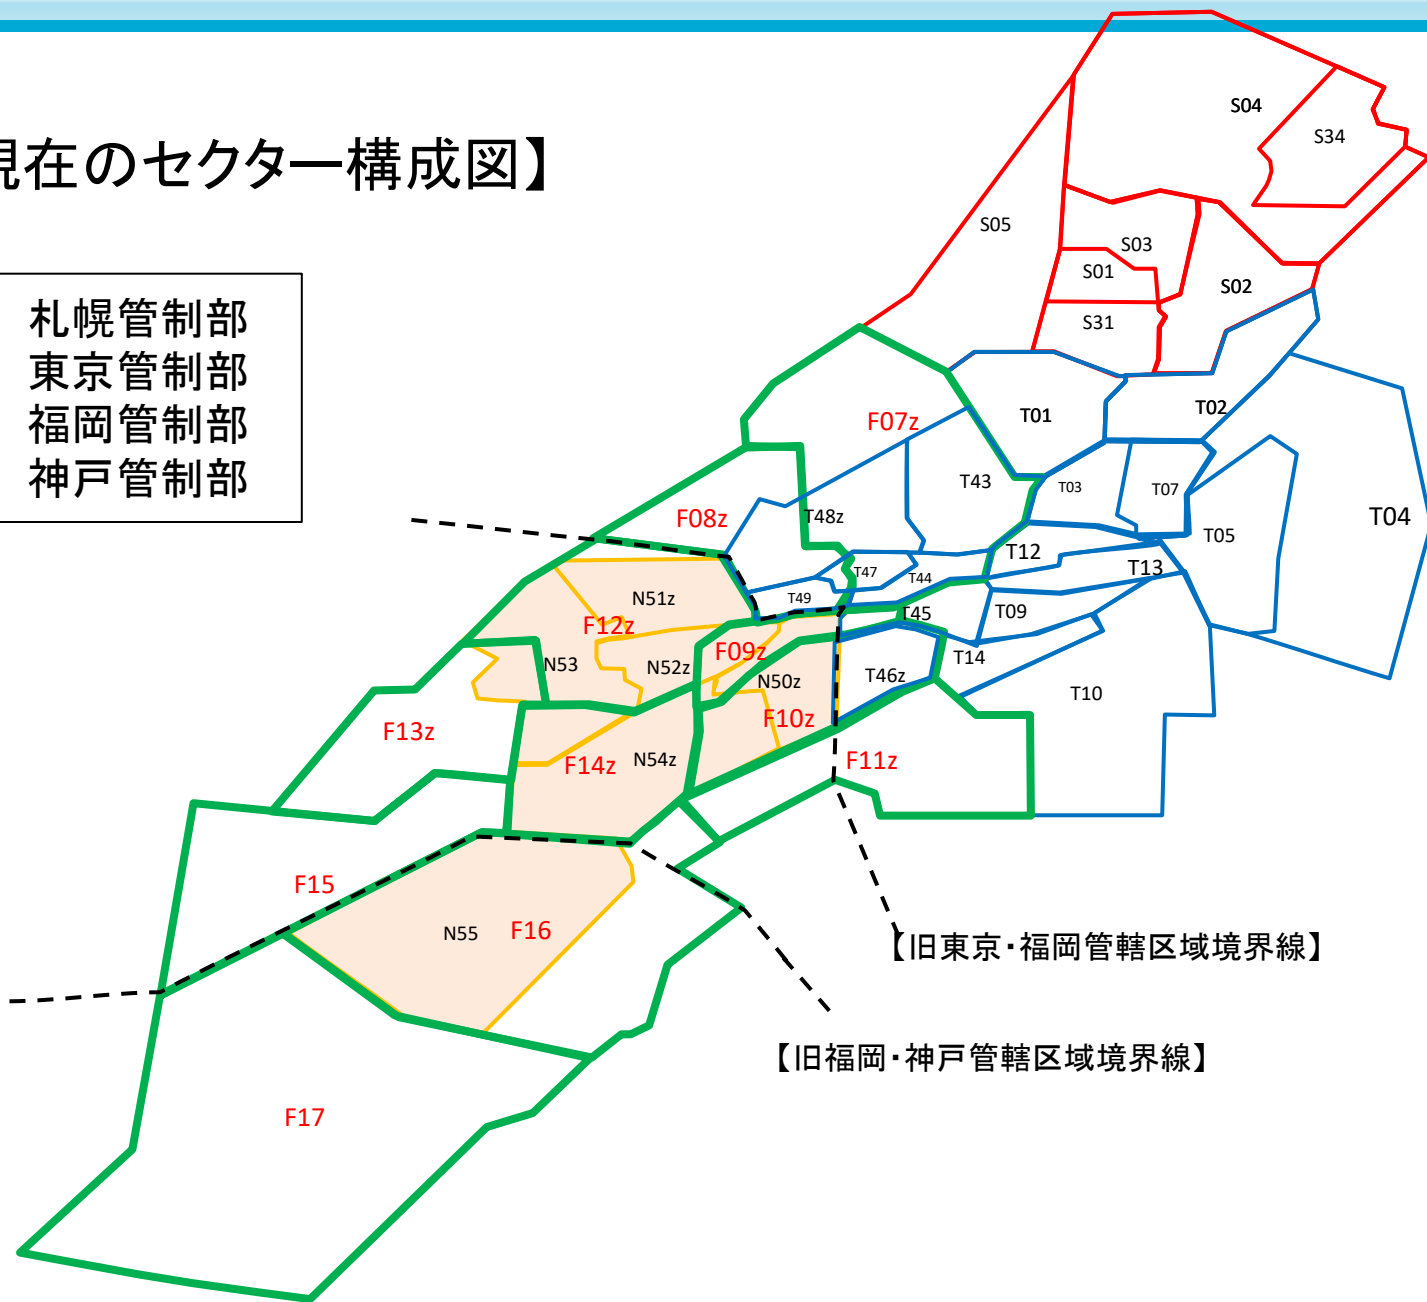 現在のセクター構成図】
札幌管制部
東京管制部
福岡管制部
神戸管制部
S04
S34
S05
S03
S01
S02
S31
T01
T02
F07z
T43
T03
T07
T04
F08z
T48z
T05
T12
T47
T44
T13
T49
N51z
T09
T45
F12z
F09z
T14
N53
N52z
N50z
T46z
T10
F13z
F10z
F14z
N54z
F11z
F15
N55
F16
【旧東京・福岡管轄区域境界線】
【旧福岡・神戸管轄区域境界線】
F17